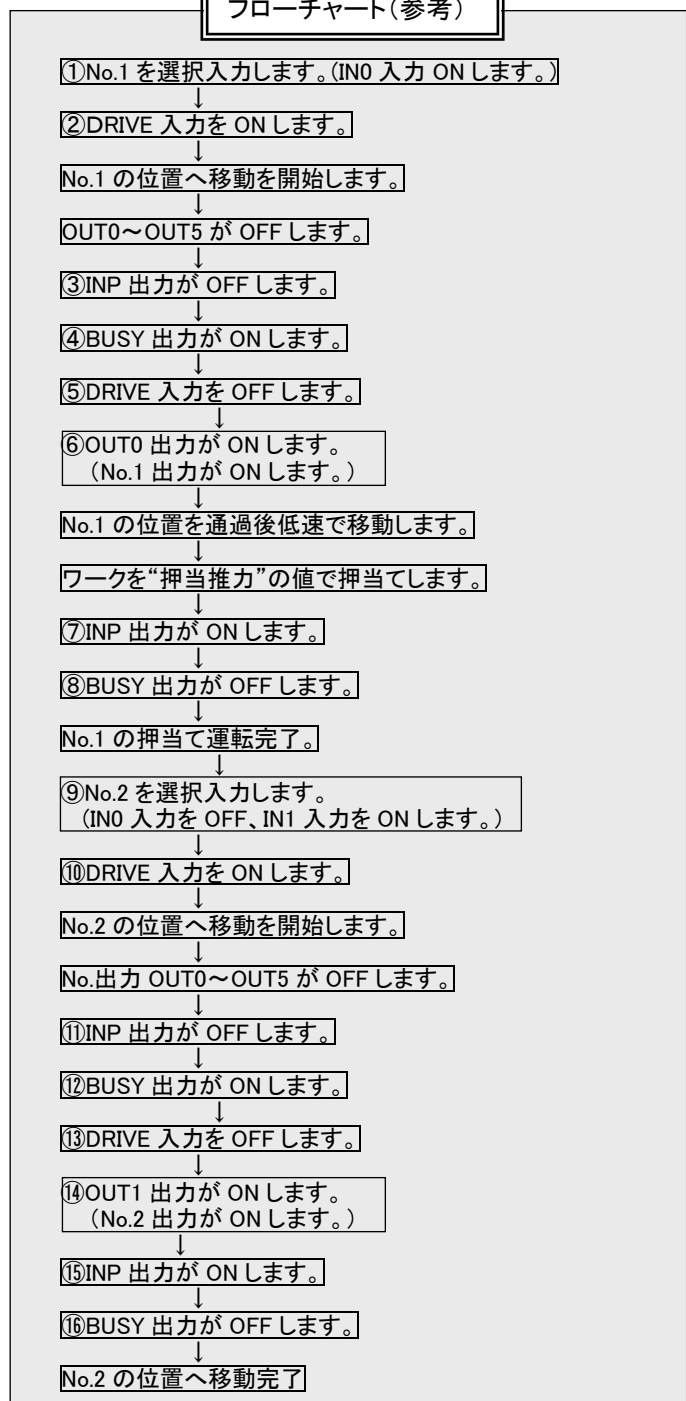 フローチャート(参考)
①No.1 を選択入力します。(IN0 入力 ON します。)
↓
②DRIVE 入力を ON します。
↓
No.1 の位置へ移動を開始します。
↓
OUT0～OUT5 が OFF します。
↓
③INP 出力が OFF します。
↓
④BUSY 出力が ON します。
↓
⑤DRIVE 入力を OFF します。
↓
⑥OUT0 出力が ON します。
(No.1 出力が ON します。)
↓
No.1 の位置を通過後低速で移動します。
↓
ワークを“押当推力”の値で押当てします。
↓
⑦INP 出力が ON します。
↓
⑧BUSY 出力が OFF します。
↓
No.1 の押当て運転完了。
↓
⑨No.2 を選択入力します。
(IN0 入力を OFF、IN1 入力を ON します。)
↓
⑩DRIVE 入力を ON します。
↓
No.2 の位置へ移動を開始します。
↓
No.出力 OUT0～OUT5 が OFF します。
↓
⑪INP 出力が OFF します。
↓
⑫BUSY 出力が ON します。
↓
⑬DRIVE 入力を OFF します。
↓
⑭OUT1 出力が ON します。
(No.2 出力が ON します。)
↓
⑮INP 出力が ON します。
↓
⑯BUSY 出力が OFF します。
↓
No.2 の位置へ移動完了